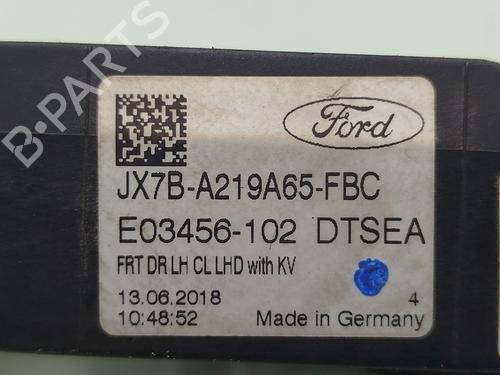 B-PARTS
Ford
JX7B-A219A65-FBC
E03456-102 DTSEA
FRT DR LH CL LHD with KV
13.06.2018
4
10:48:52 Made in Germany